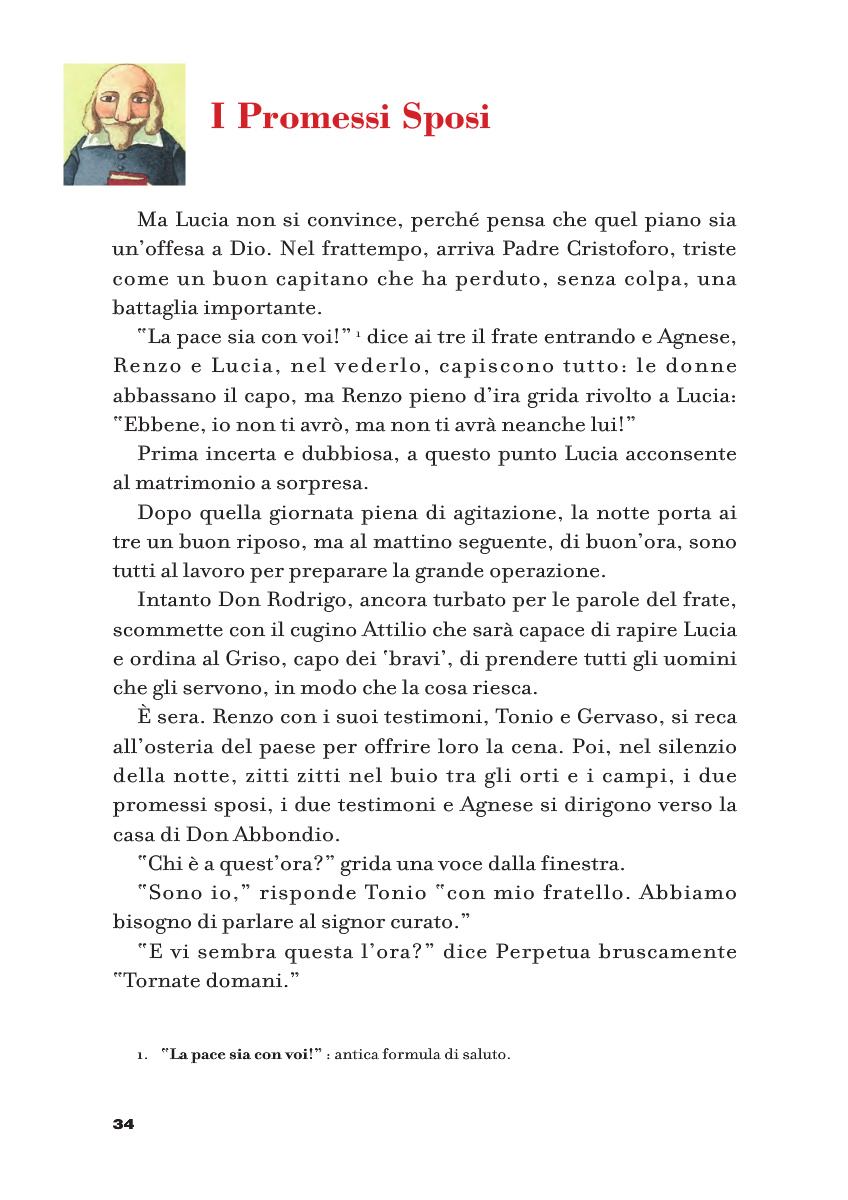 I Promessi Sposi
Ma Lucia non si convince, perché pensa che quel piano sia
un’offesa a Dio. Nel frattempo, arriva Padre Cristoforo, triste
come un buon capitano che ha perduto, senza colpa, una
battaglia importante.
“La pace sia con voi!” 1 dice ai tre il frate entrando e Agnese,
Renzo e Lucia, nel vederlo, capiscono tutto: le donne
abbassano il capo, ma Renzo pieno d’ira grida rivolto a Lucia:
“Ebbene, io non ti avrò, ma non ti avrà neanche lui!”
Prima incerta e dubbiosa, a questo punto Lucia acconsente
al matrimonio a sorpresa.
Dopo quella giornata piena di agitazione, la notte porta ai
tre un buon riposo, ma al mattino seguente, di buon’ora, sono
tutti al lavoro per preparare la grande operazione.
Intanto Don Rodrigo, ancora turbato per le parole del frate,
scommette con il cugino Attilio che sarà capace di rapire Lucia
e ordina al Griso, capo dei ‘bravi’, di prendere tutti gli uomini
che gli servono, in modo che la cosa riesca.
È sera. Renzo con i suoi testimoni, Tonio e Gervaso, si reca
all’osteria del paese per offrire loro la cena. Poi, nel silenzio
della notte, zitti zitti nel buio tra gli orti e i campi, i due
promessi sposi, i due testimoni e Agnese si dirigono verso la
casa di Don Abbondio.
“Chi è a quest’ora?” grida una voce dalla finestra.
“Sono io,” risponde Tonio “con mio fratello. Abbiamo
bisogno di parlare al signor curato.”
“E vi sembra questa l’ora?” dice Perpetua bruscamente
“Tornate domani.”
1. “La pace sia con voi!” : antica formula di saluto.
34